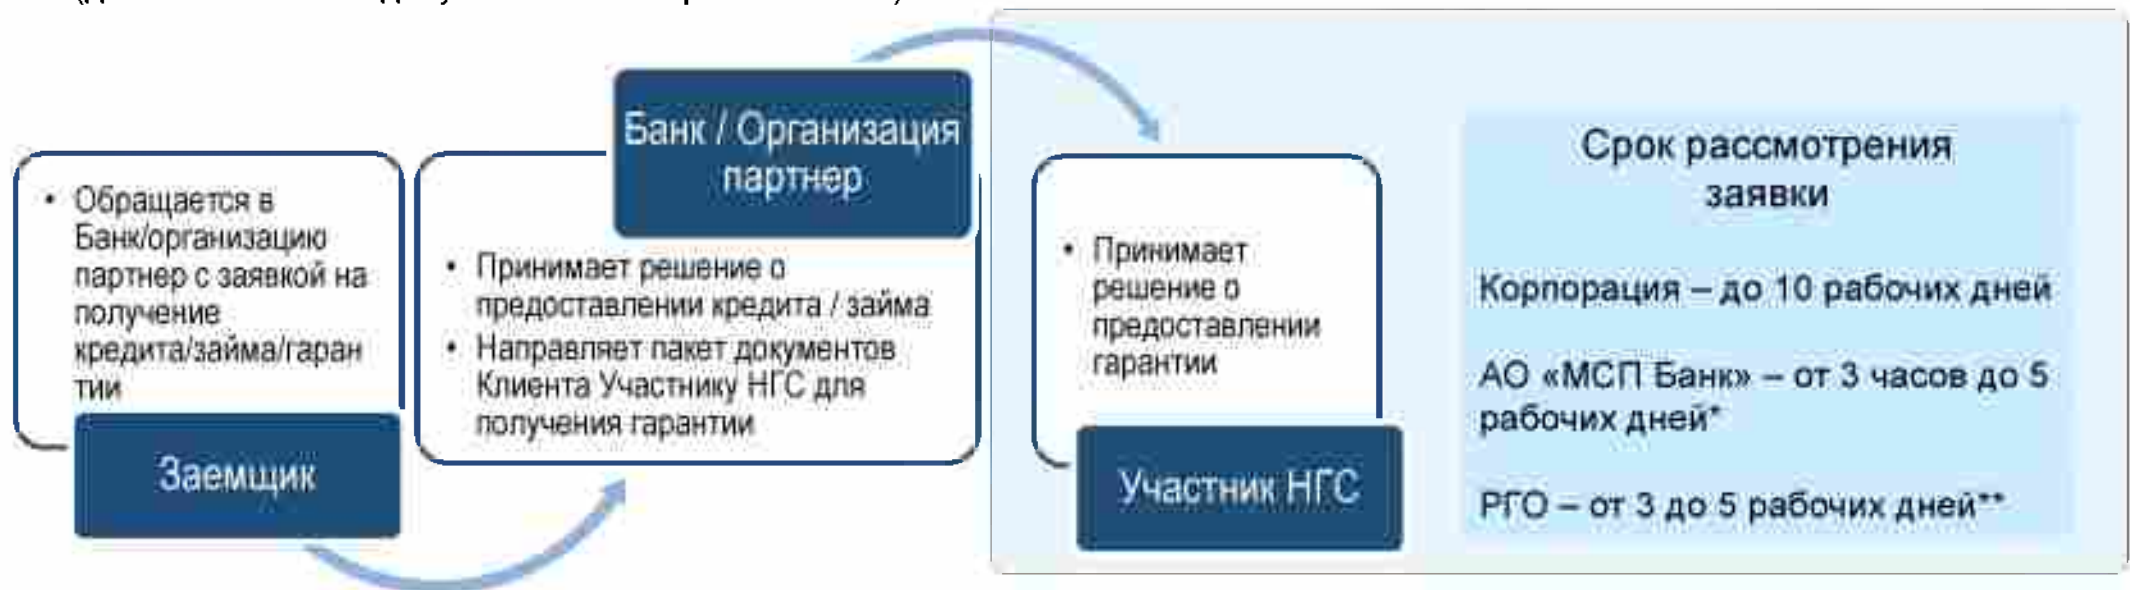 • Обращается в
Банк/организацию
партнер с заявкой на
получение
кредита/займа/гаран
тии
Заемщик
Банк / Организация
партнер
• Принимает решение о
предоставлении кредита / займа
• Направляет пакет документов
Клиента Участнику НГС для
получения гарантии
• Принимает
решение о
предоставлении
гарантии
Участник НГС
Срок рассмотрения
заявки
Корпорация – до 10 рабочих дней
АО «МСП Банк» – от 3 часов до 5
рабочих дней*
РГО – от 3 до 5 рабочих дней**